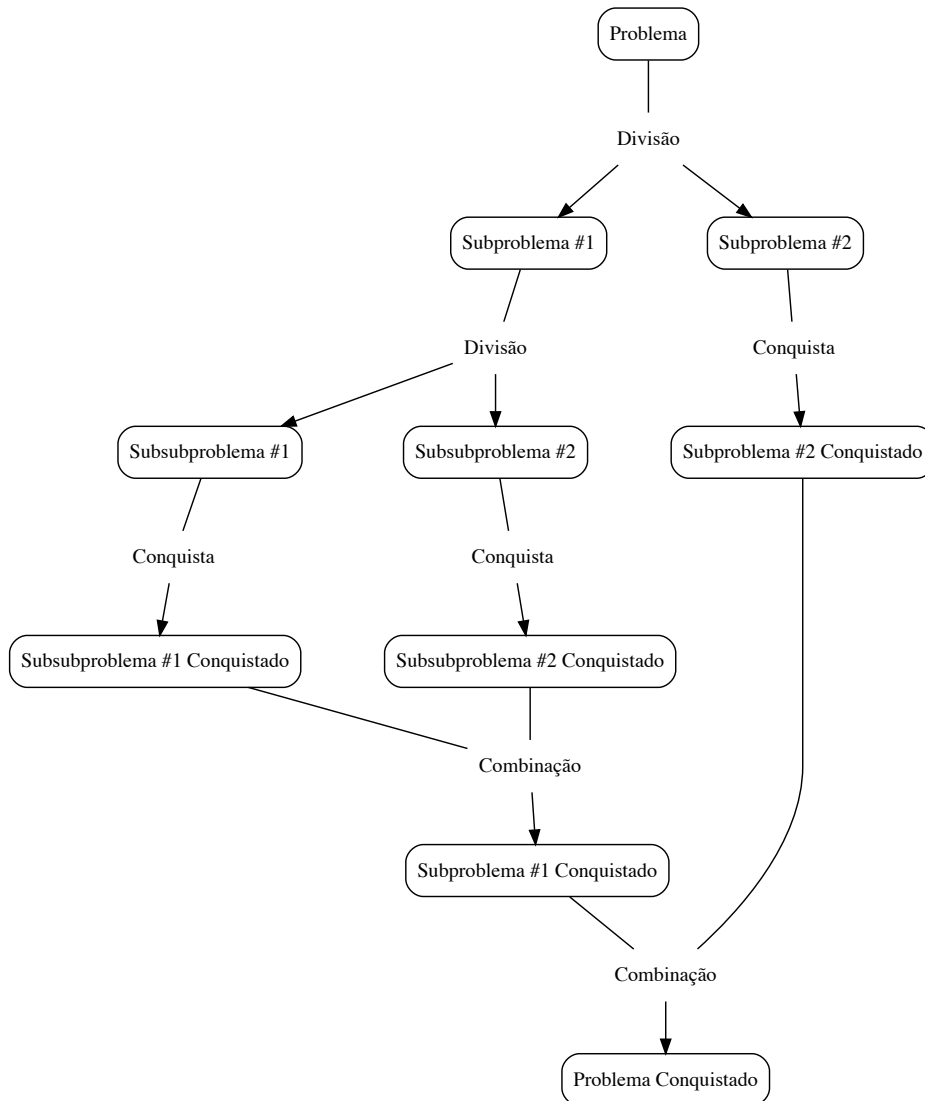 Problema
Divisão
Subproblema #1
Subproblema #2
Divisão
Conquista
Subsubproblema #1
Subsubproblema #2
Subproblema #2 Conquistado
Conquista
Conquista
Subsubproblema #1 Conquistado
Subsubproblema #2 Conquistado
Combinação
Subproblema #1 Conquistado
Combinação
Problema Conquistado